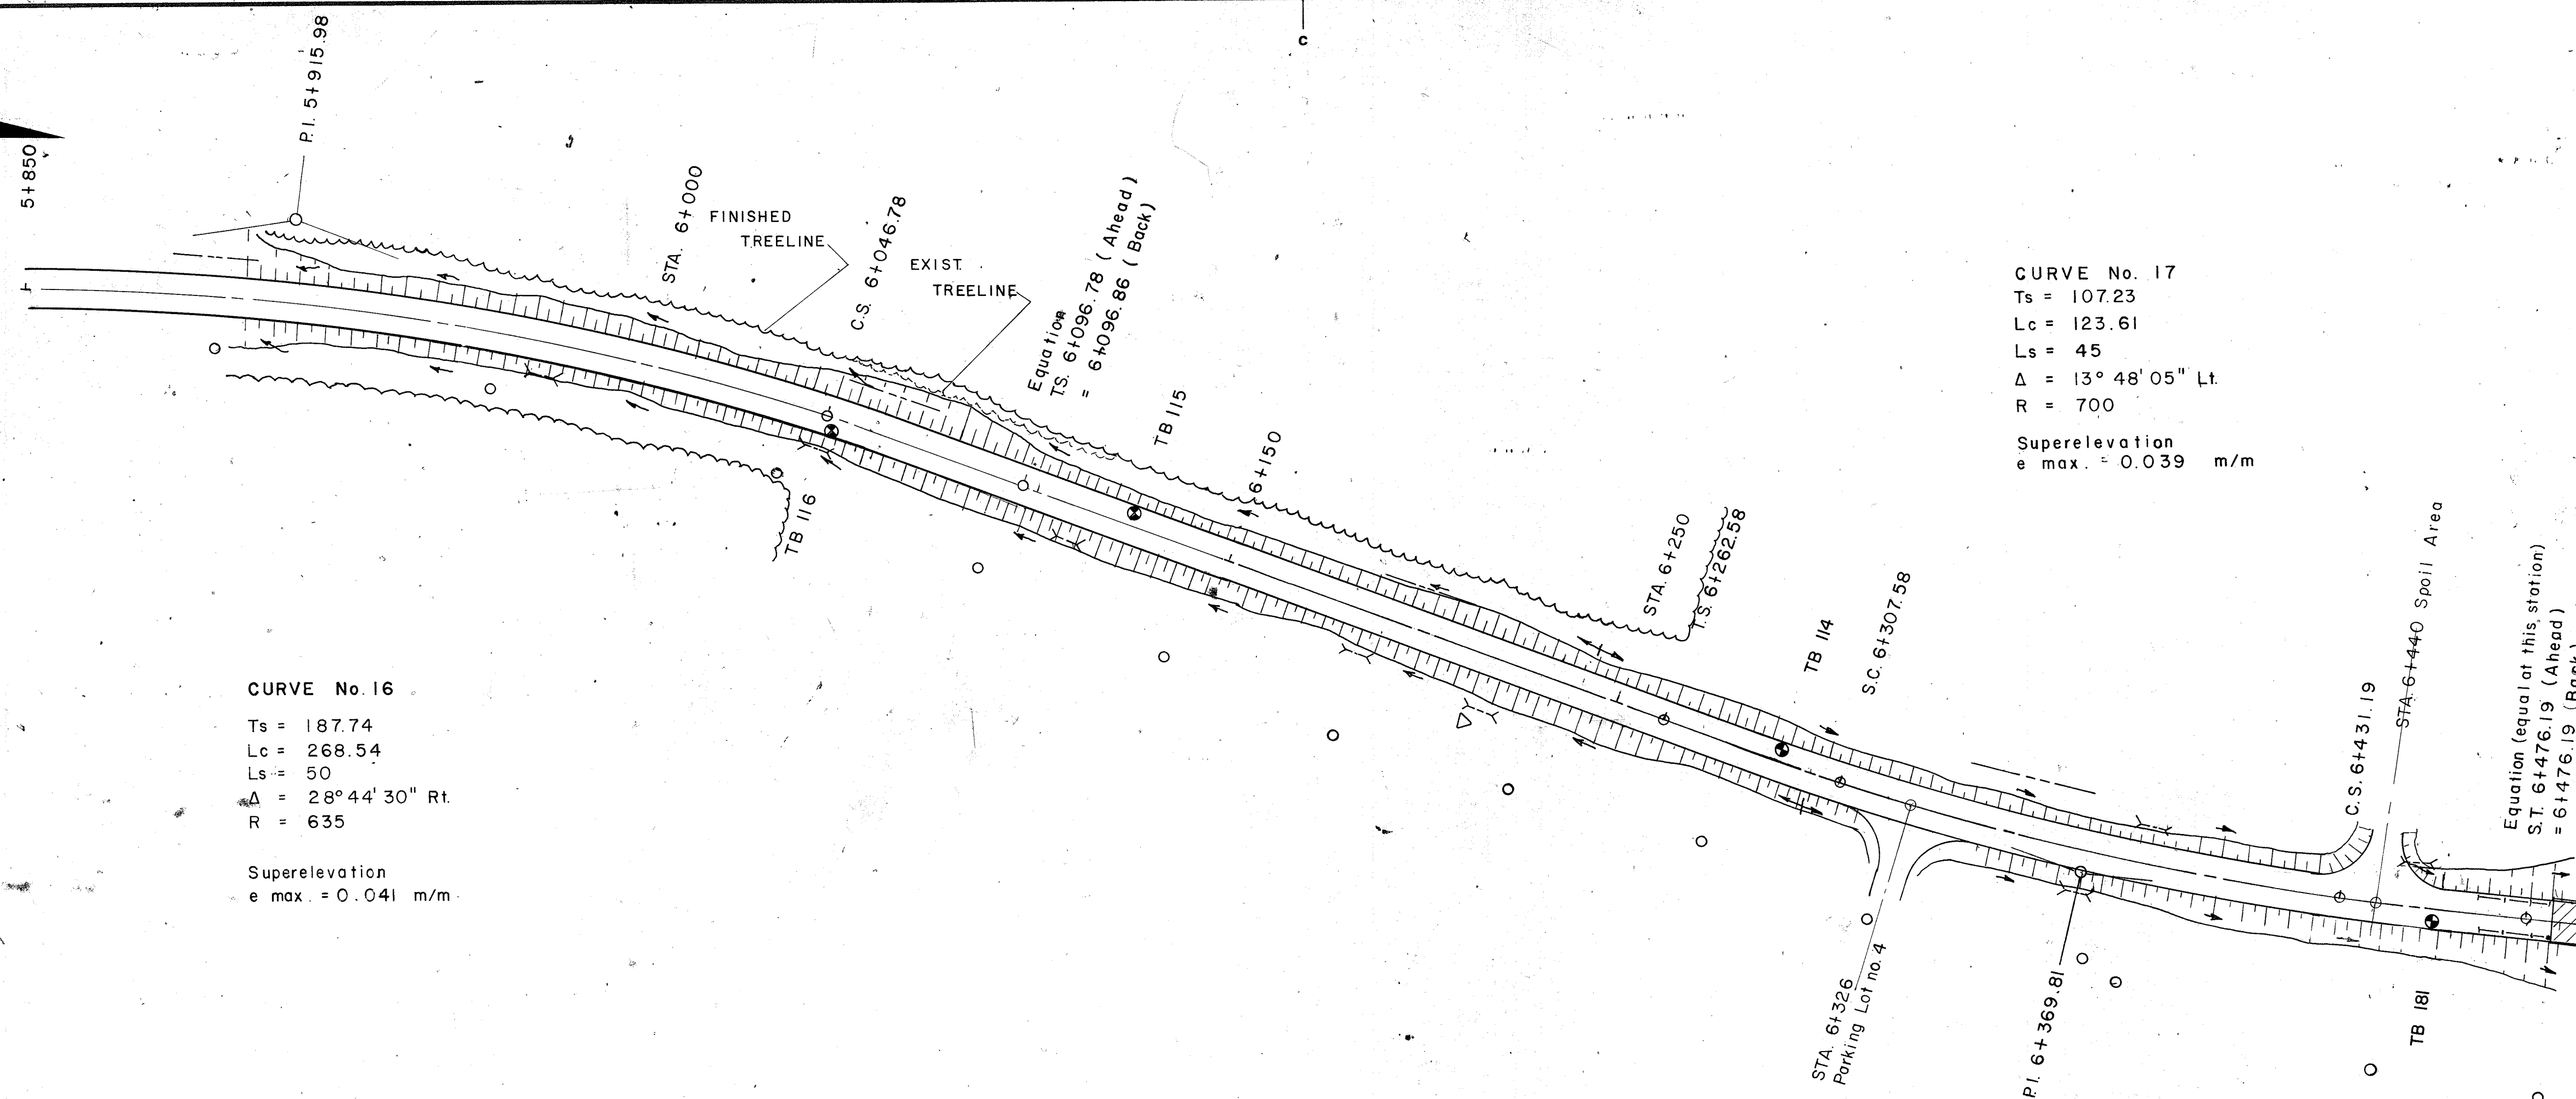 C
5+850
P.I. 5+915.98
STA. 6+000
FINISHED
TREELINE
C.S. 6+046.78
EXIST.
TREELINE
Equation
T.S. 6+096.78 (Ahead)
= 6+096.86 (Back)
TB 115
6+150
TB 116
STA. 6+250
T.S. 6+262.58
TB 114
S.C. 6+307.58
CURVE No. 17
Ts = 107.23
Lc = 123.61
Ls = 45
Δ = 13° 48' 05" Lt.
R = 700
Superelevation
e max. = 0.039 m/m
C.S. 6+431.19
STA. 6+440 Spoil Area
Equation (equal at this station)
S.T. 6+476.19 (Ahead)
= 6+476.19 (Back)
CURVE No. 16
Ts = 187.74
Lc = 268.54
Ls = 50
Δ = 28° 44' 30" Rt.
R = 635
Superelevation
e max. = 0.041 m/m
STA. 6+326
Parking Lot no. 4
P.I. 6+369.81
TB 181